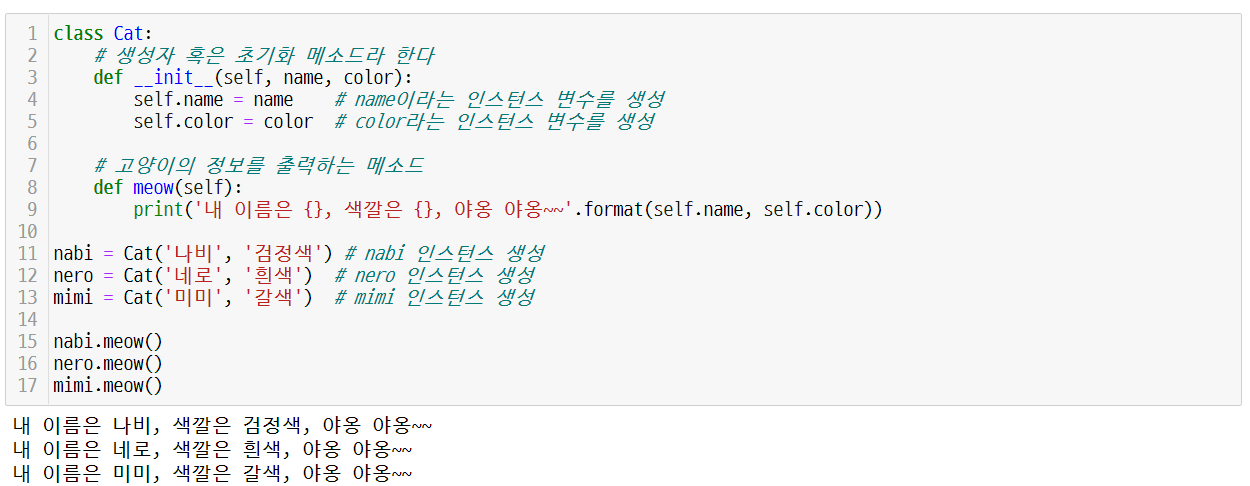 1 class Cat:
2     # 생성자 혹은 초기화 메소드라 한다
3     def __init__(self, name, color):
4         self.name = name    # name이라는 인스턴스 변수를 생성
5         self.color = color  # color라는 인스턴스 변수를 생성
6
7     # 고양이의 정보를 출력하는 메소드
8     def meow(self):
9         print('내 이름은 {}, 색깔은 {}, 야옹 야옹~~'.format(self.name, self.color))
10
11 nabi = Cat('나비', '검정색') # nabi 인스턴스 생성
12 nero = Cat('네로', '흰색')  # nero 인스턴스 생성
13 mimi = Cat('미미', '갈색')  # mimi 인스턴스 생성
14
15 nabi.meow()
16 nero.meow()
17 mimi.meow()
내 이름은 나비, 색깔은 검정색, 야옹 야옹~~
내 이름은 네로, 색깔은 흰색, 야옹 야옹~~
내 이름은 미미, 색깔은 갈색, 야옹 야옹~~